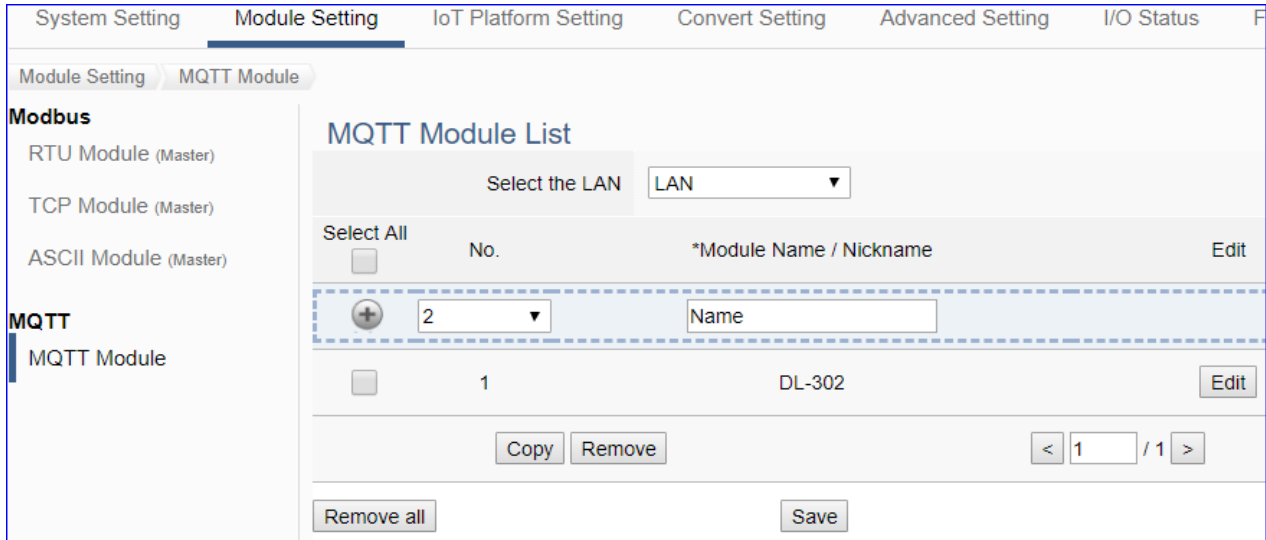 System Setting Module Setting IoT Platform Setting Convert Setting Advanced Setting I/O Status F
Module Setting MQTT Module
Modbus
RTU Module (Master)
TCP Module (Master)
ASCII Module (Master)
MQTT
MQTT Module
MQTT Module List
Select the LAN LAN
Select All No. *Module Name / Nickname Edit
2 Name
1 DL-302 Edit
Copy Remove < 1 / 1 >
Remove all Save